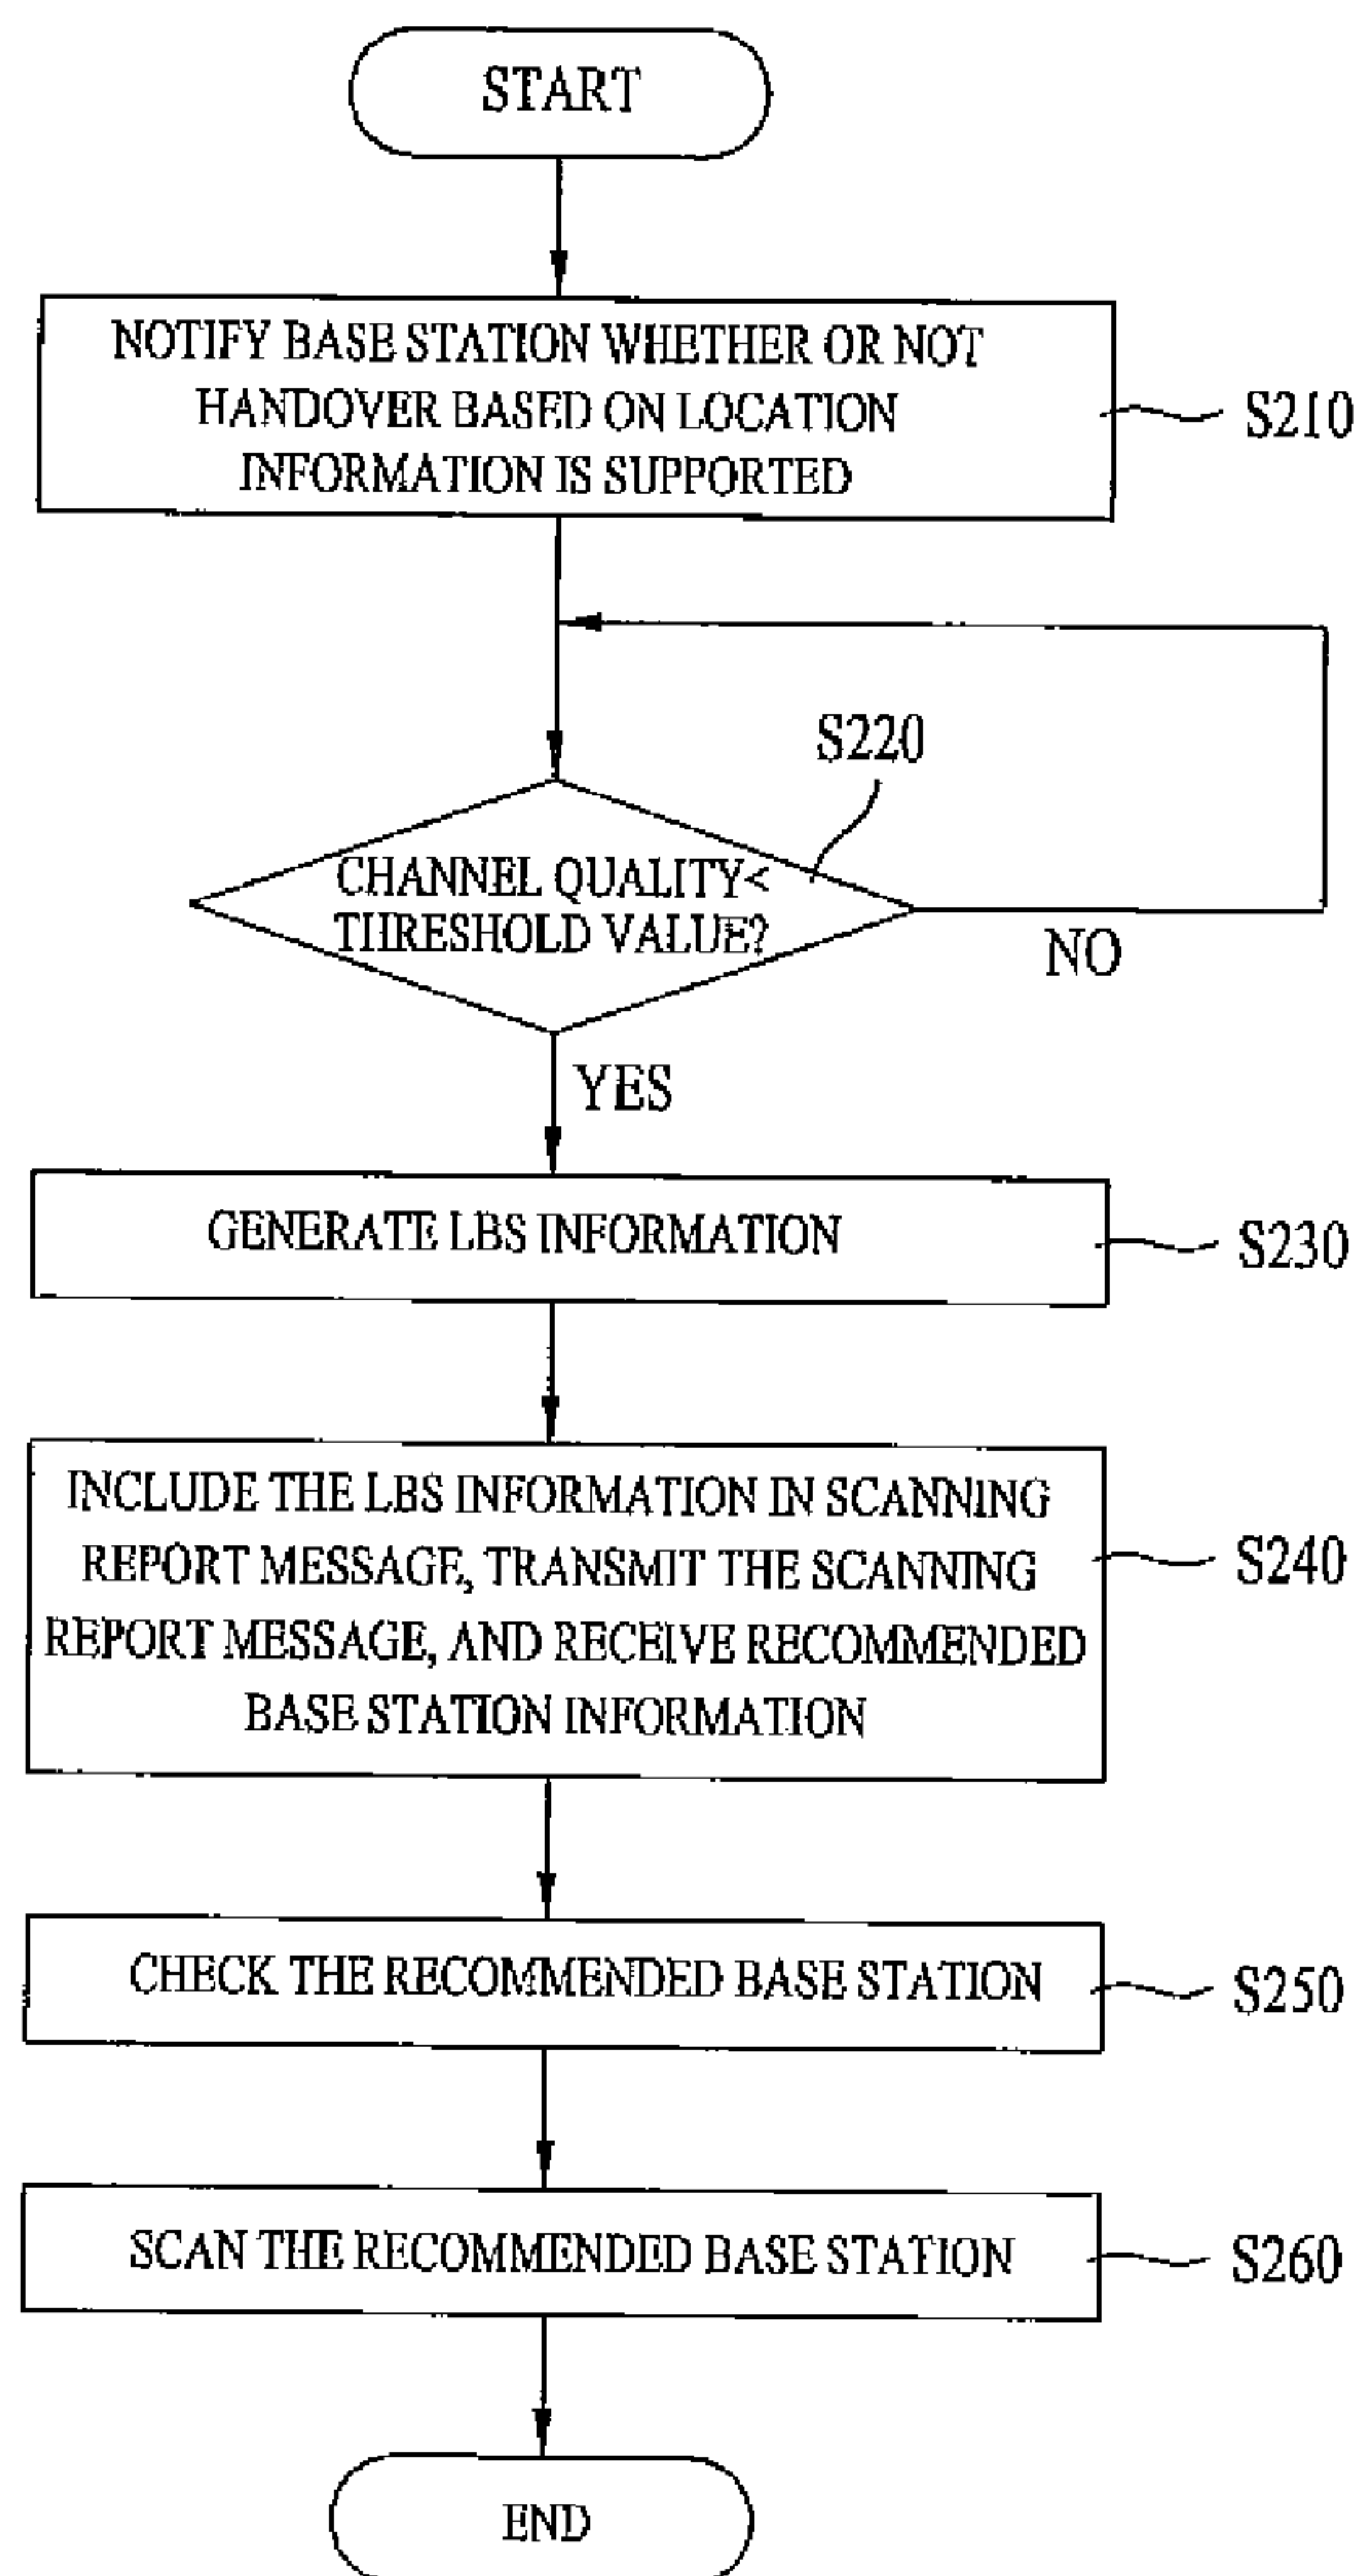 START
NOTIFY BASE STATION WHETHER OR NOT
HANDOVER BASED ON LOCATION
INFORMATION IS SUPPORTED
S210
S220
CHANNEL QUALITY<
THRESHOLD VALUE?
NO
YES
GENERATE LBS INFORMATION
S230
INCLUDE THE LBS INFORMATION IN SCANNING
REPORT MESSAGE, TRANSMIT THE SCANNING
REPORT MESSAGE, AND RECEIVE RECOMMENDED
BASE STATION INFORMATION
S240
CHECK THE RECOMMENDED BASE STATION
S250
SCAN THE RECOMMENDED BASE STATION
S260
END